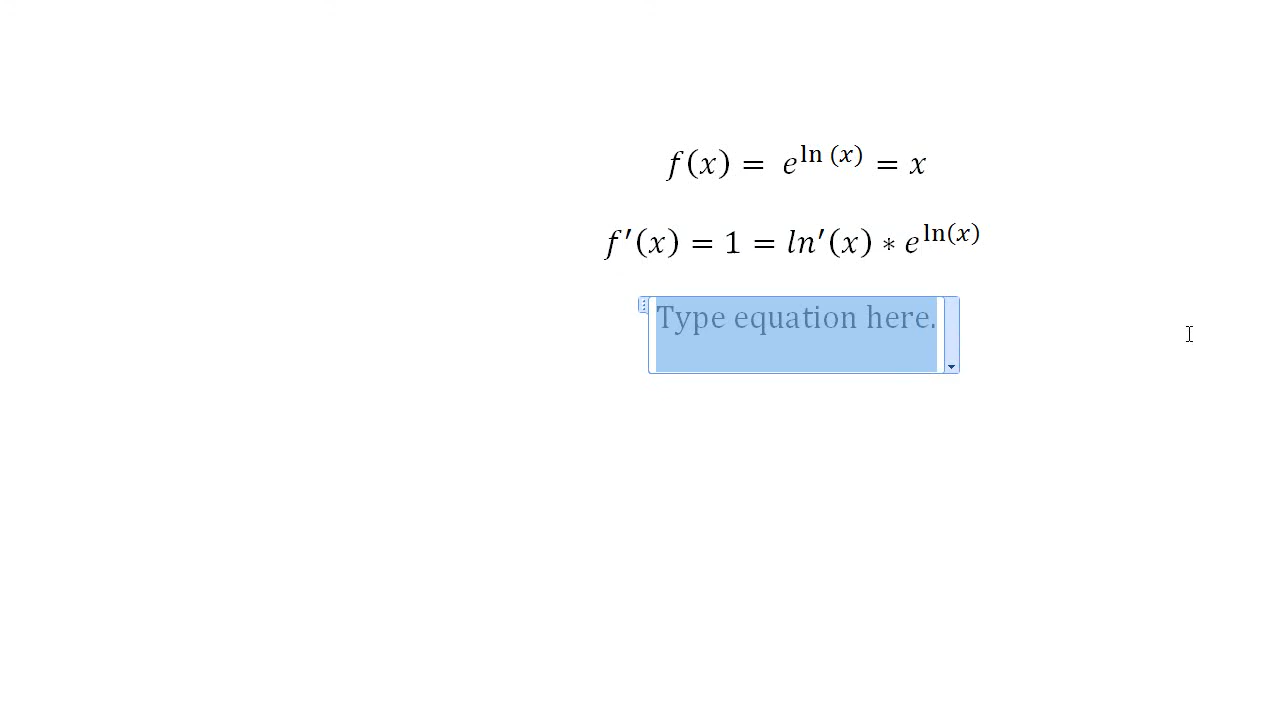 f(x) = e^{ln (x)} = x
f′(x) = 1 = ln′(x) ∗ e^{ln(x)}
Type equation here.